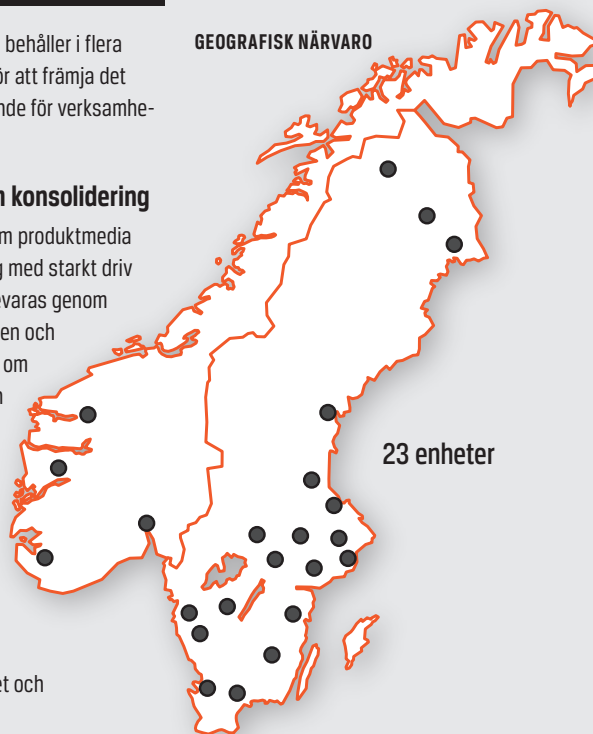 behåller i flera
ör att främja det
nde för verksamhe-
n konsolidering
m produktmedia
g med starkt driv
evaras genom
en och
om
n
et och
GEOGRAFISK NÄRVARO
23 enheter